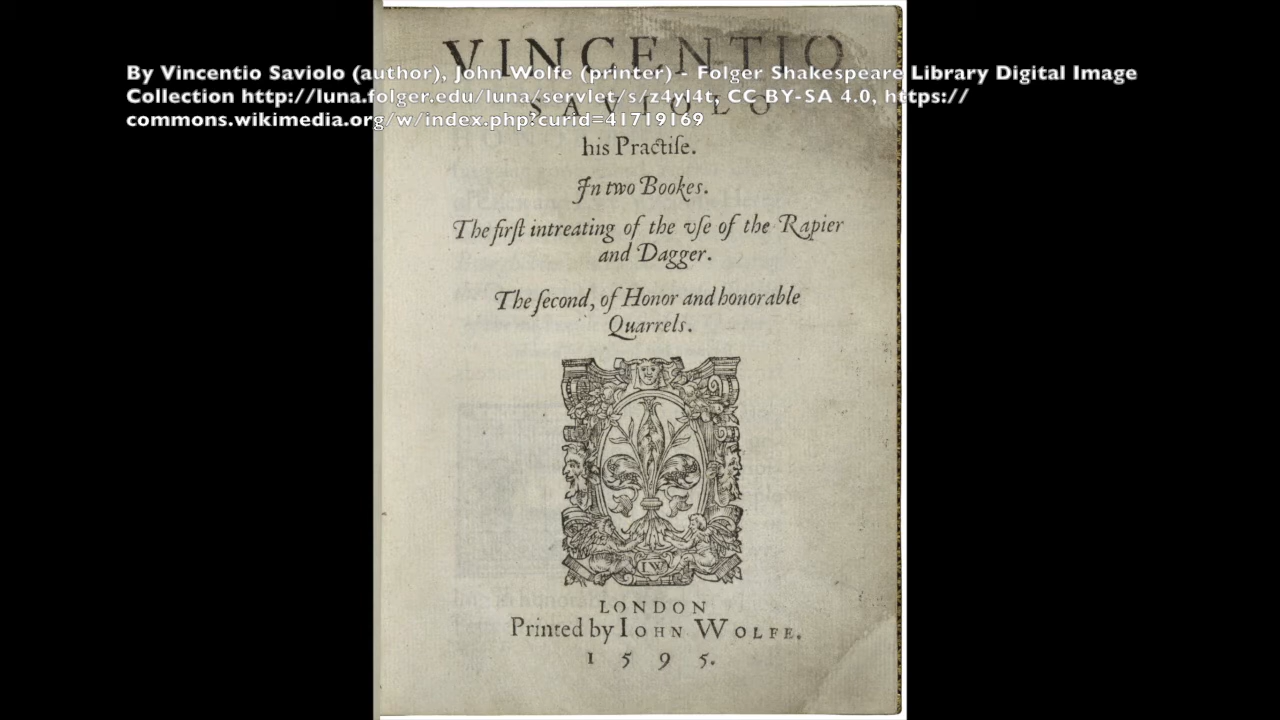 VINCENTIO
By Vincentio Saviolo (author), John Wolfe (printer) - Folger Shakespeare Library Digital Image
Collection http://luna.folger.edu/luna/servlet/s/z4yl4t, CC BY-SA 4.0, https://
SAVIOLO
commons.wikimedia.org/w/index.php?curid=41719169
his Practiſe.
In two Bookes.
The firſt intreating of the vſe of the Rapier
and Dagger.
The ſecond, of Honor and honorable
Quarrels.
IW
LONDON
Printed by IOHN WOLFE.
1595.